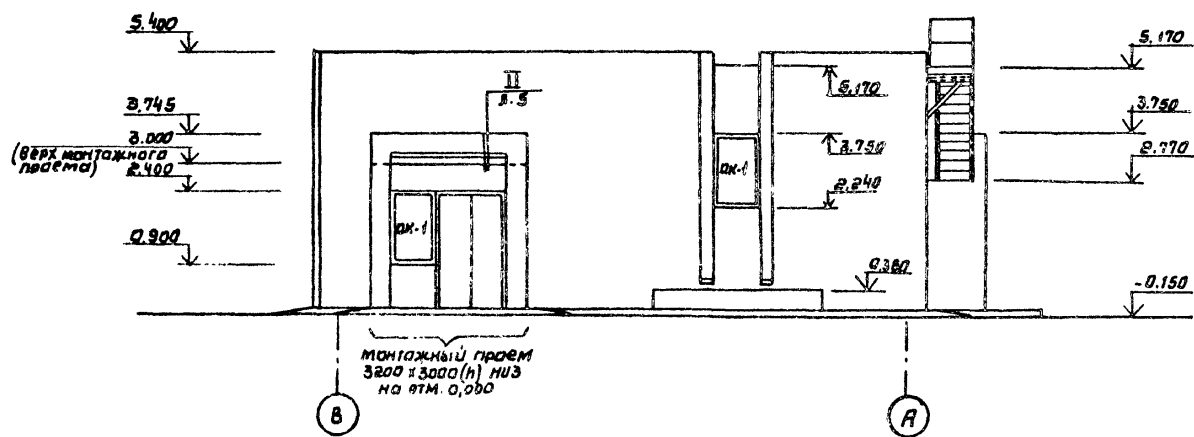 5.400
3.745
3.000
(верх монтажного
проема)
2.400
0.900
II
л.5
ОК-1
5.170
3.750
ОК-1
2.240
0.380
5.170
3.750
2.770
-0.150
монтажный проем
3200 x 3000 (h) низ
на отм. 0,000
В
А